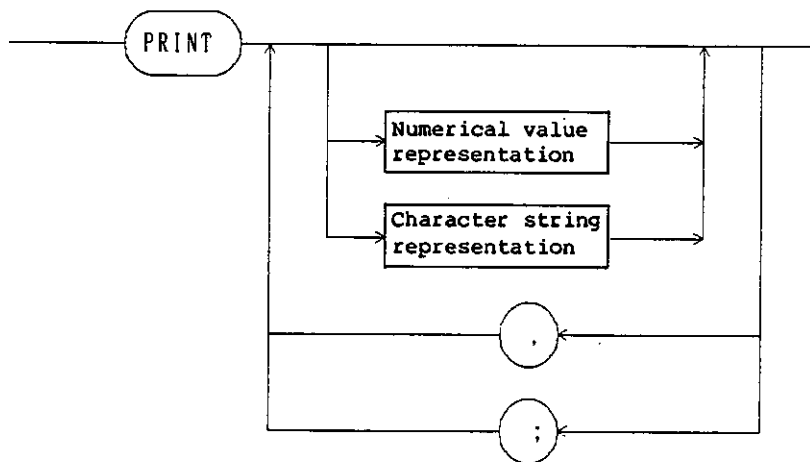 PRINT
Numerical value
representation
Character string
representation
,
;